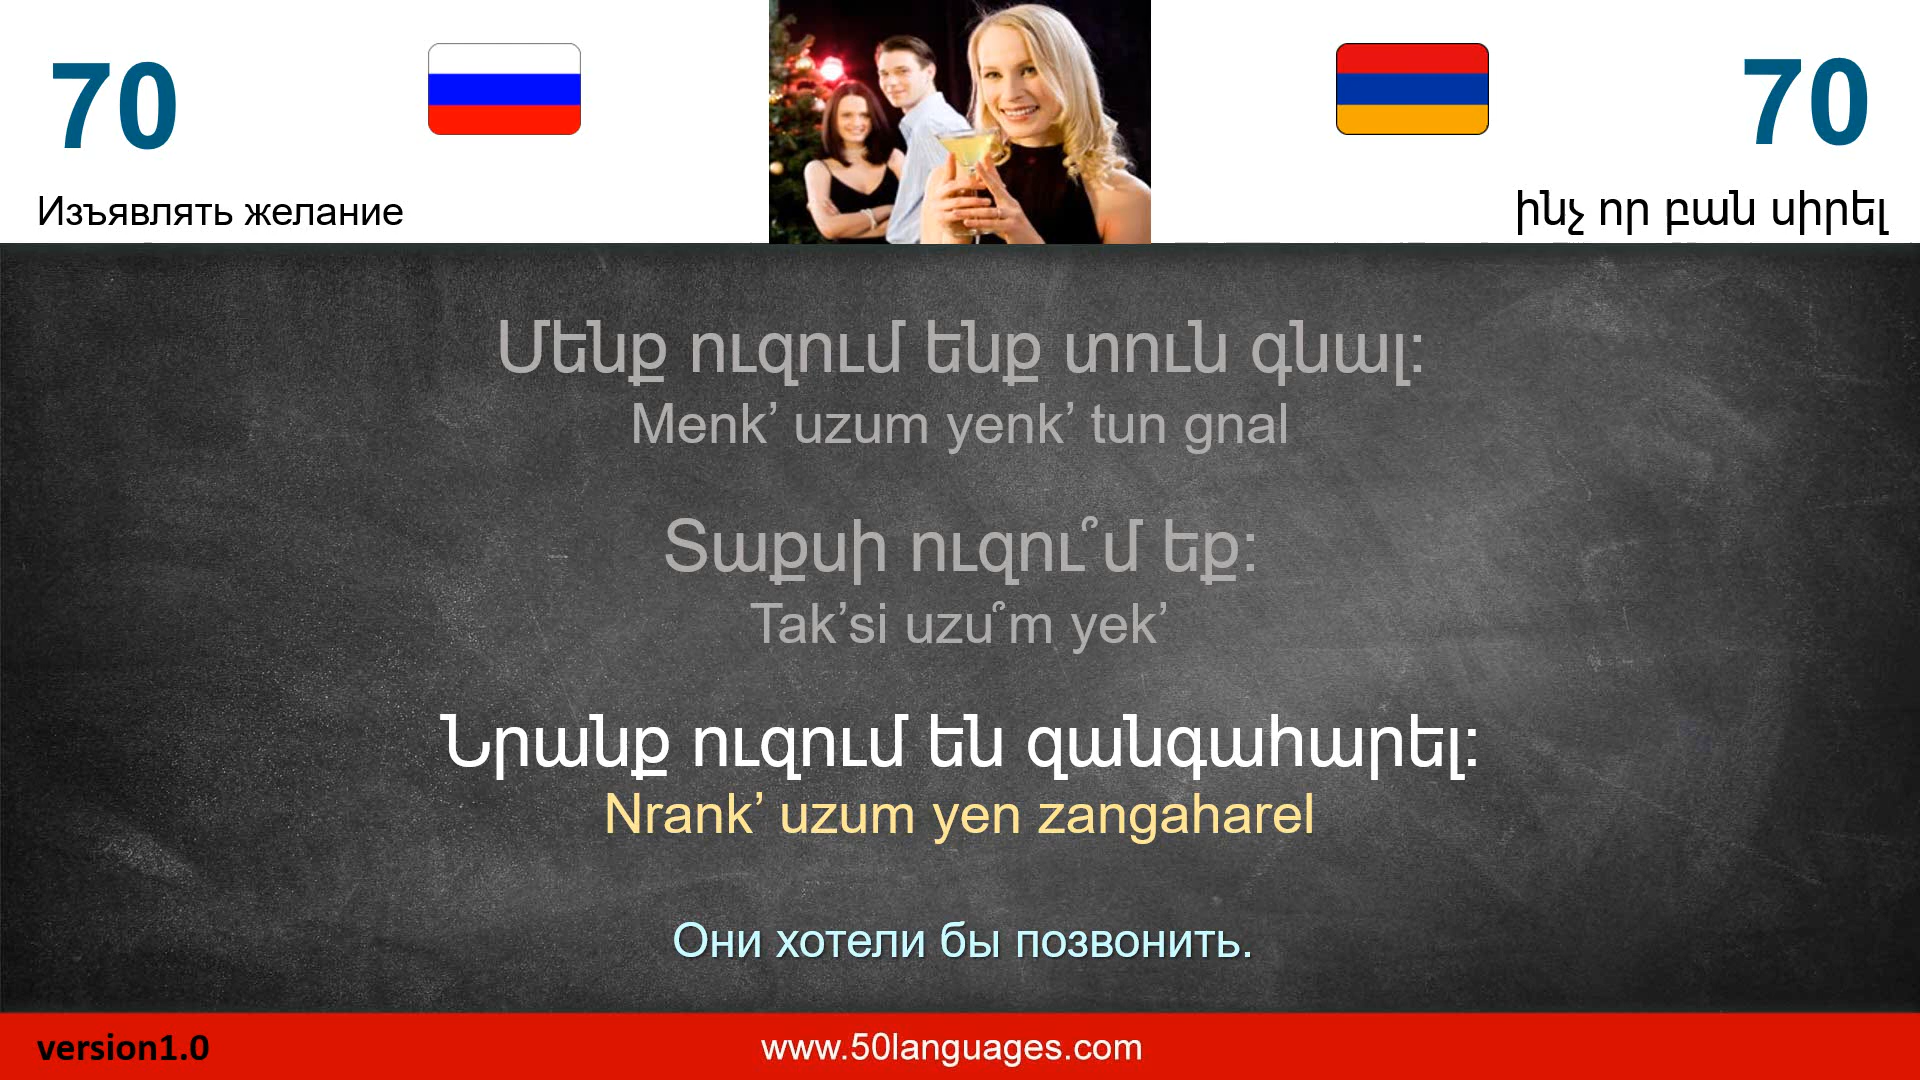 70
70
Изъявлять желание
ինչ որ բան սիրել
Մենք ուզում ենք տուն գնալ:
Menk’ uzum yenk’ tun gnal
Տաքսի ուզու՞մ եք:
Tak’si uzu՞m yek’
Նրանք ուզում են զանգահարել:
Nrank’ uzum yen zangaharel
Они хотели бы позвонить.
version1.0
www.50languages.com